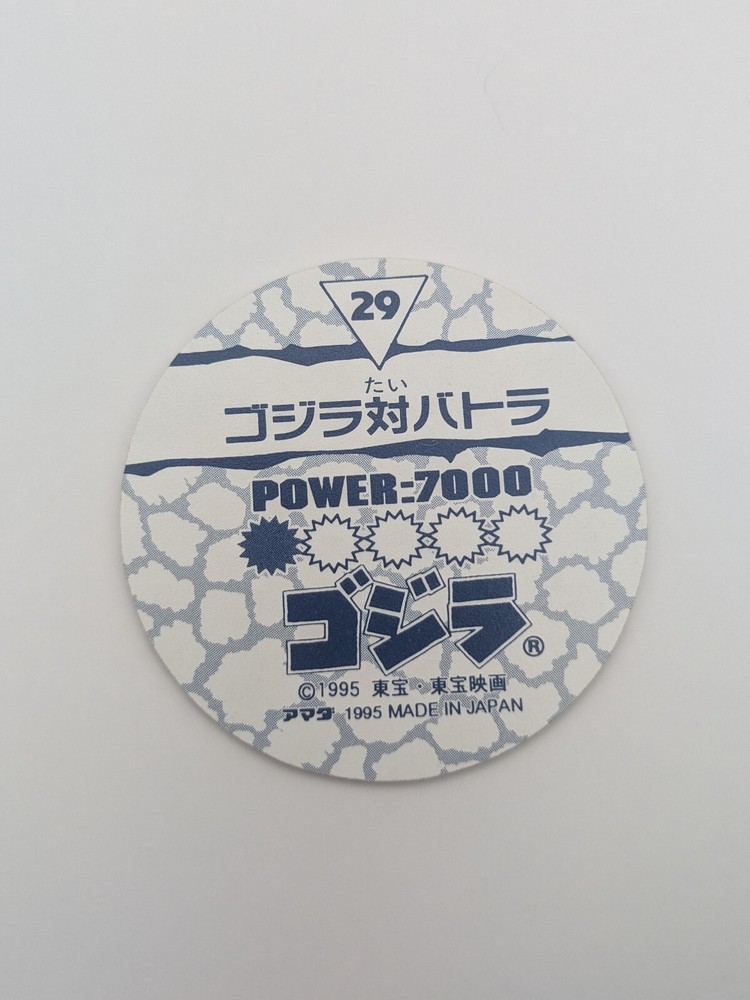 29
たい
ゴジラ対バトラ
POWER=7000
ゴジラ®
©1995 東宝・東宝映画
アマダ 1995 MADE IN JAPAN